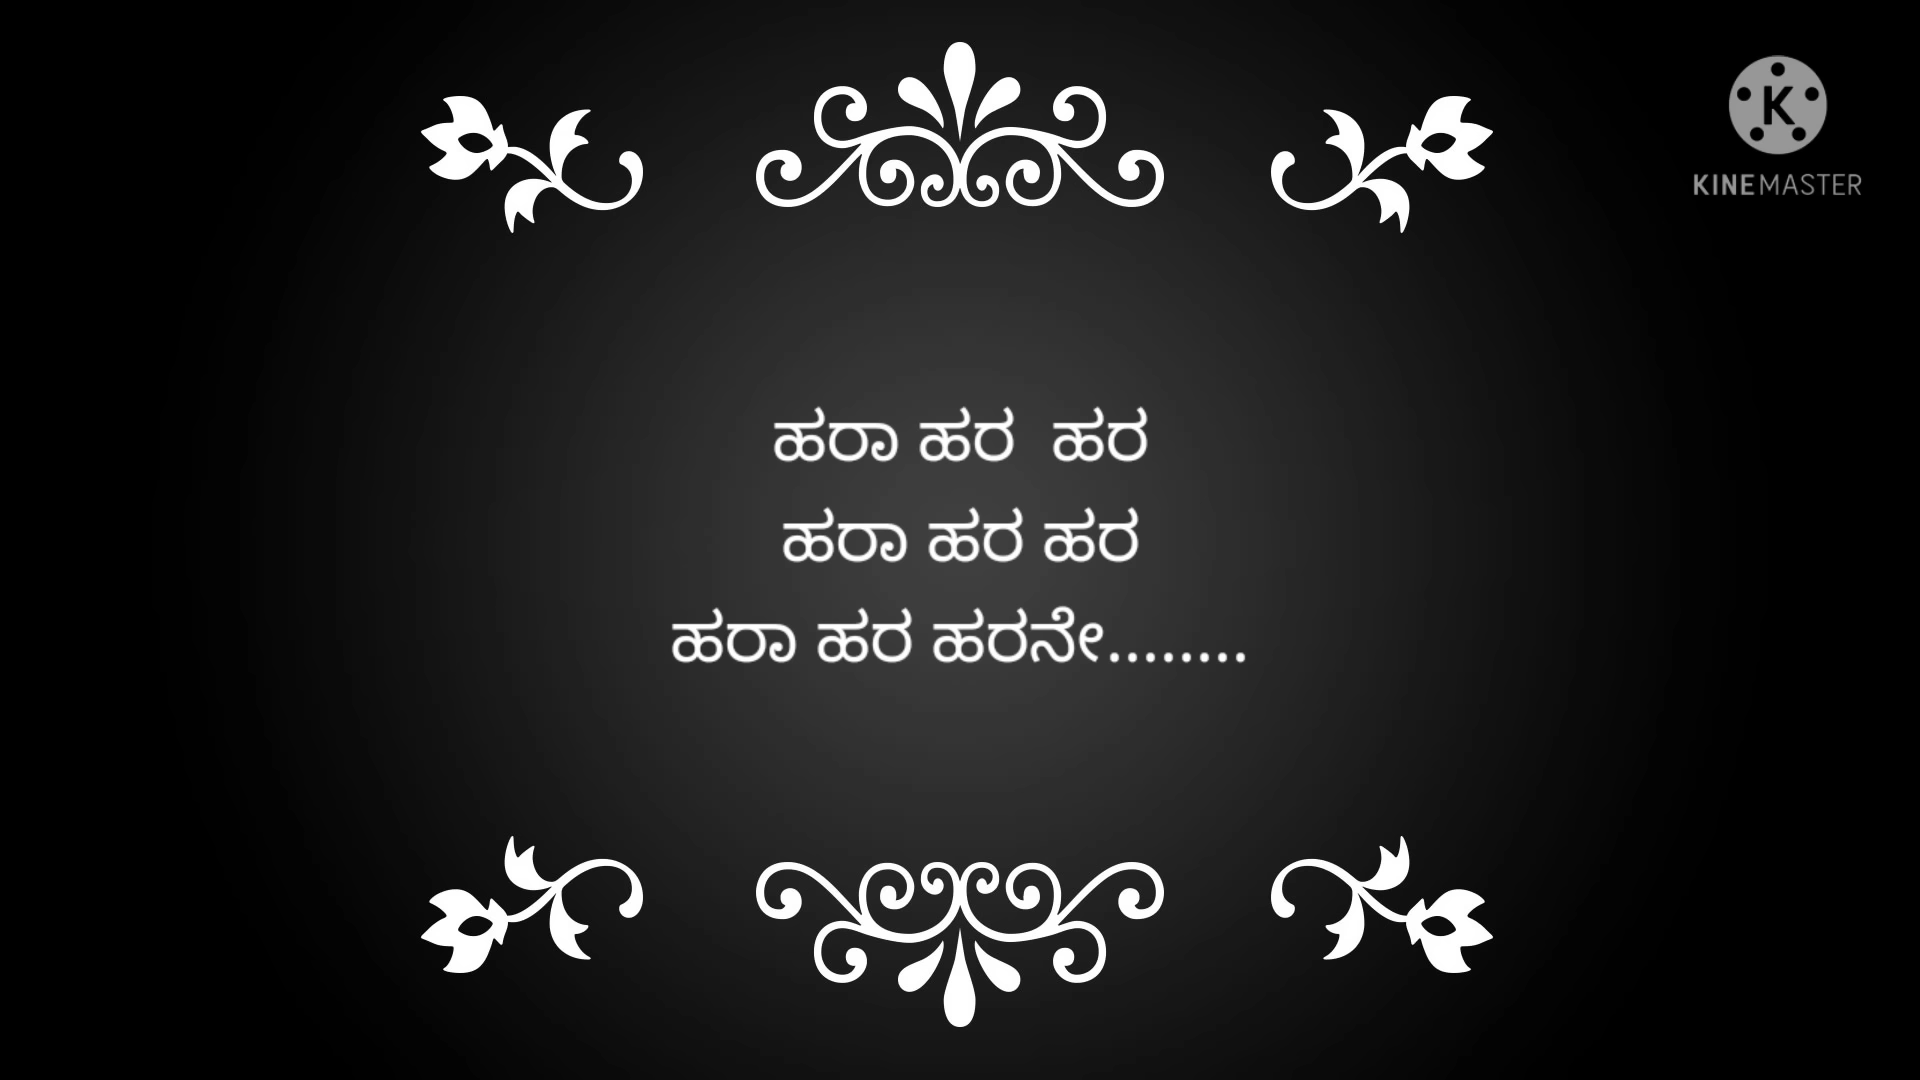 K
KINEMASTER
ಹರಾ ಹರ  ಹರ
ಹರಾ ಹರ ಹರ
ಹರಾ ಹರ ಹರನೇ........